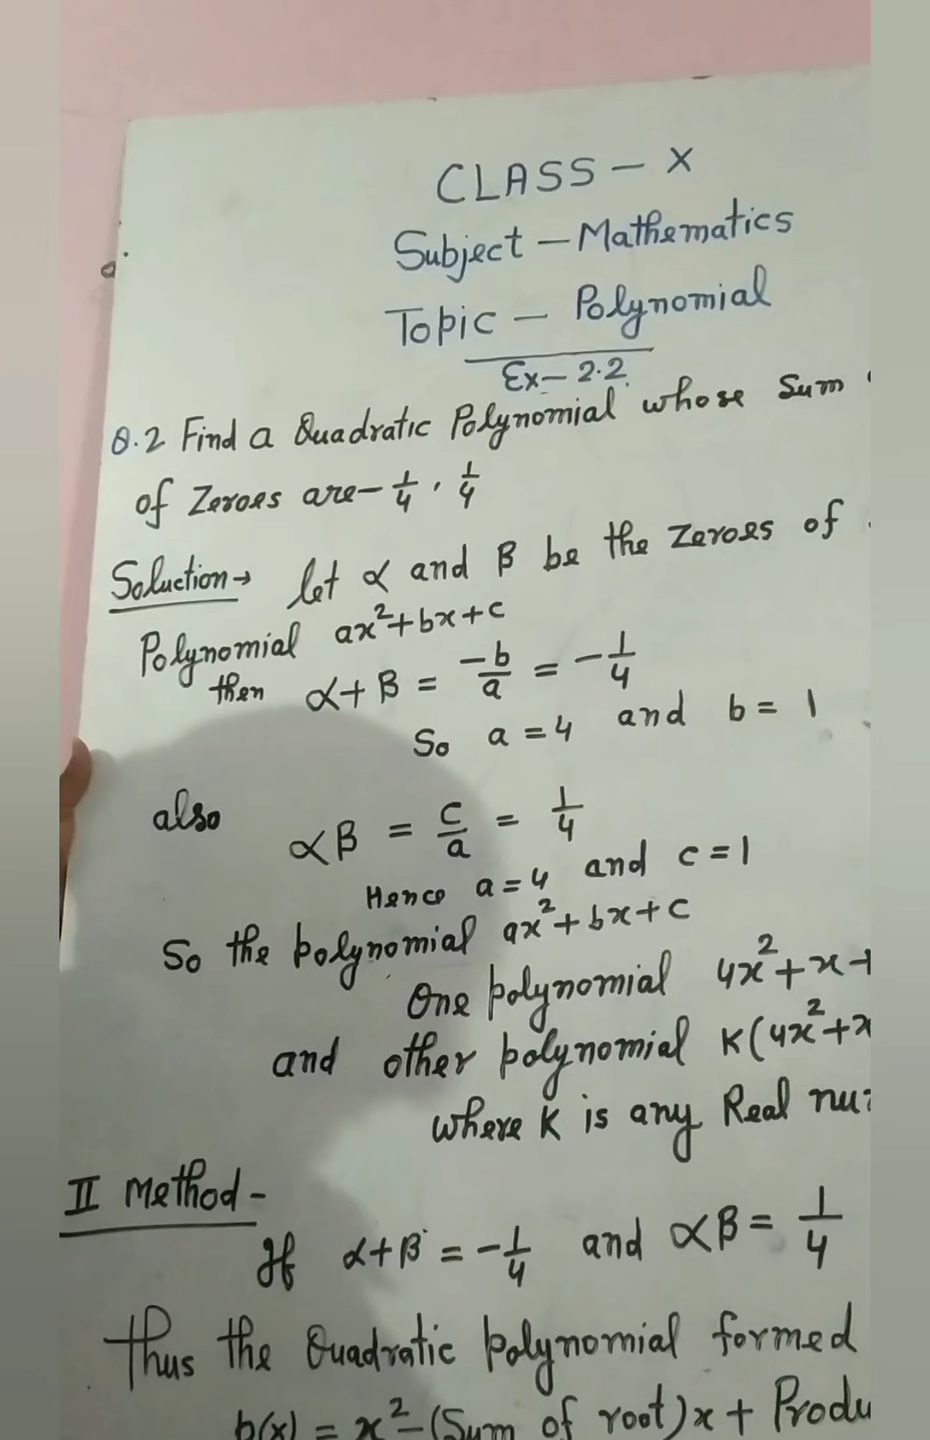 CLASS - X
Subject - Mathematics
Topic - Polynomial
Ex- 2.2
Q.2 Find a Quadratic Polynomial whose Sum
of Zeroes are - 1/4, 1/4
Soluction → let α and β be the Zeroes of
Polynomial ax²+bx+c
then α+β = -b/a = -1/4
So a = 4 and b = 1
also αβ = c/a = 1/4
Hence a = 4 and c = 1
So the polynomial ax²+bx+c
One polynomial 4x²+x+
and other polynomial K(4x²+x
where K is any Real
II Method -
If α+β = -1/4 and αβ = 1/4
Thus the Quadratic polynomial formed
p(x) = x² - (Sum of root)x + Produ